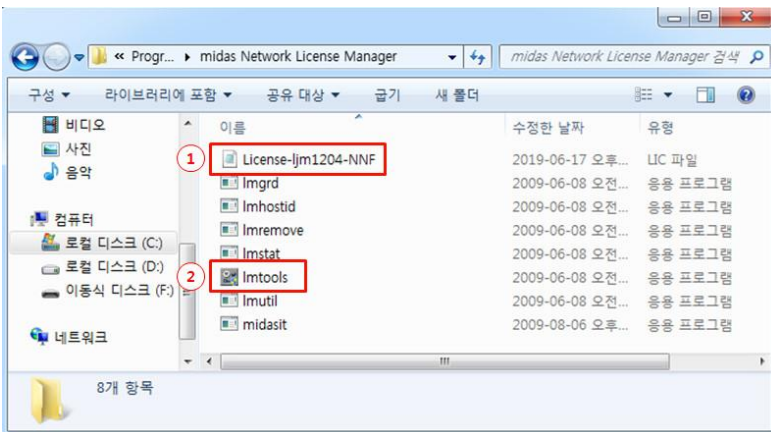 « Progr... ▸ midas Network License Manager
midas Network License Manager 검색
구성 라이브러리에 포함 공유 대상 굽기 새 폴더
이름 수정한 날짜 유형
비디오
사진
음악
컴퓨터
로컬 디스크 (C:)
로컬 디스크 (D:)
이동식 디스크 (F:)
네트워크
1 License-ljm1204-NNF 2019-06-17 오후... LIC 파일
lmgrd 2009-06-08 오전... 응용 프로그램
lmhostid 2009-06-08 오전... 응용 프로그램
lmremove 2009-06-08 오전... 응용 프로그램
lmstat 2009-06-08 오전... 응용 프로그램
2 lmtools 2009-06-08 오전... 응용 프로그램
lmutil 2009-06-08 오전... 응용 프로그램
midasit 2009-08-06 오후... 응용 프로그램
8개 항목